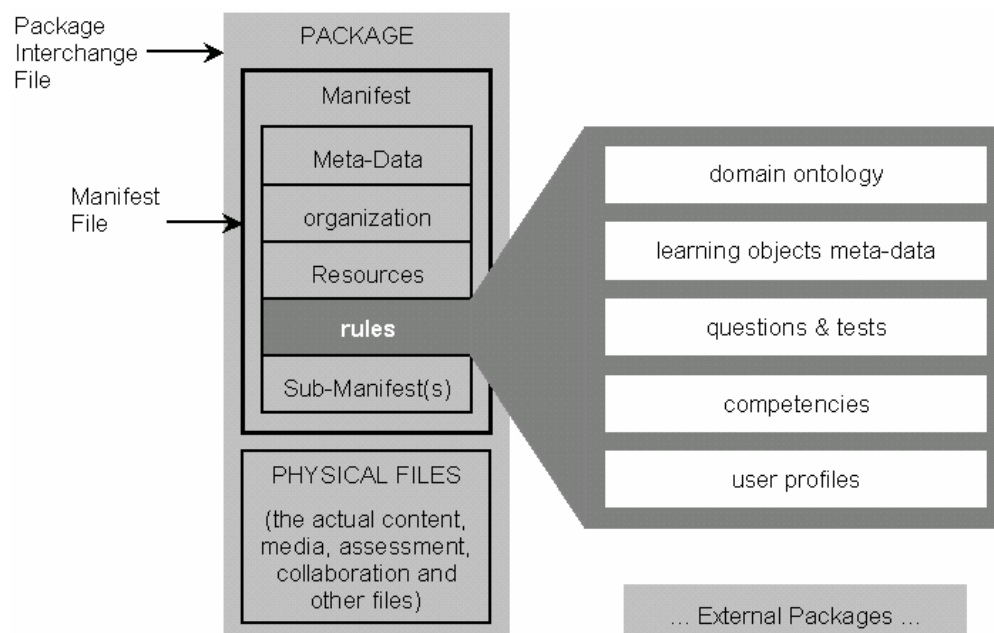 Package
Interchange
File
PACKAGE
Manifest
Meta-Data
organization
Resources
rules
Sub-Manifest(s)
Manifest
File
PHYSICAL FILES
(the actual content,
media, assessment,
collaboration and
other files)
domain ontology
learning objects meta-data
questions & tests
competencies
user profiles
... External Packages ...